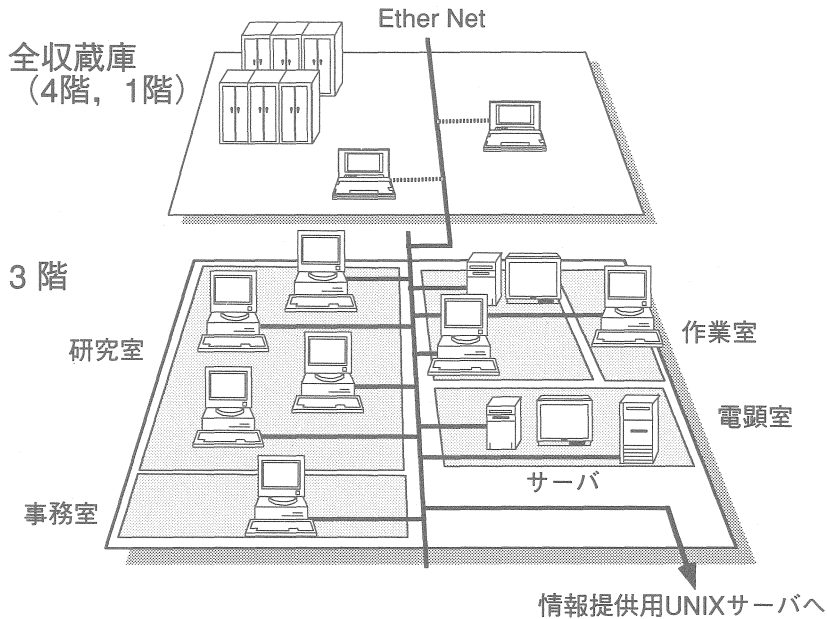 Ether Net
全収蔵庫
（4階，1階）
3 階
研究室
作業室
電顕室
サーバ
事務室
情報提供用UNIXサーバへ